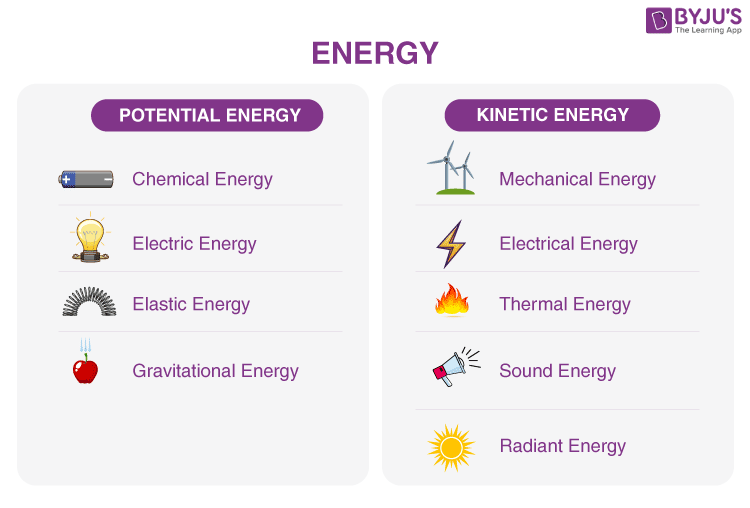 BYJU'S
The Learning App
ENERGY
POTENTIAL ENERGY
Chemical Energy
Electric Energy
Elastic Energy
Gravitational Energy
KINETIC ENERGY
Mechanical Energy
Electrical Energy
Thermal Energy
Sound Energy
Radiant Energy